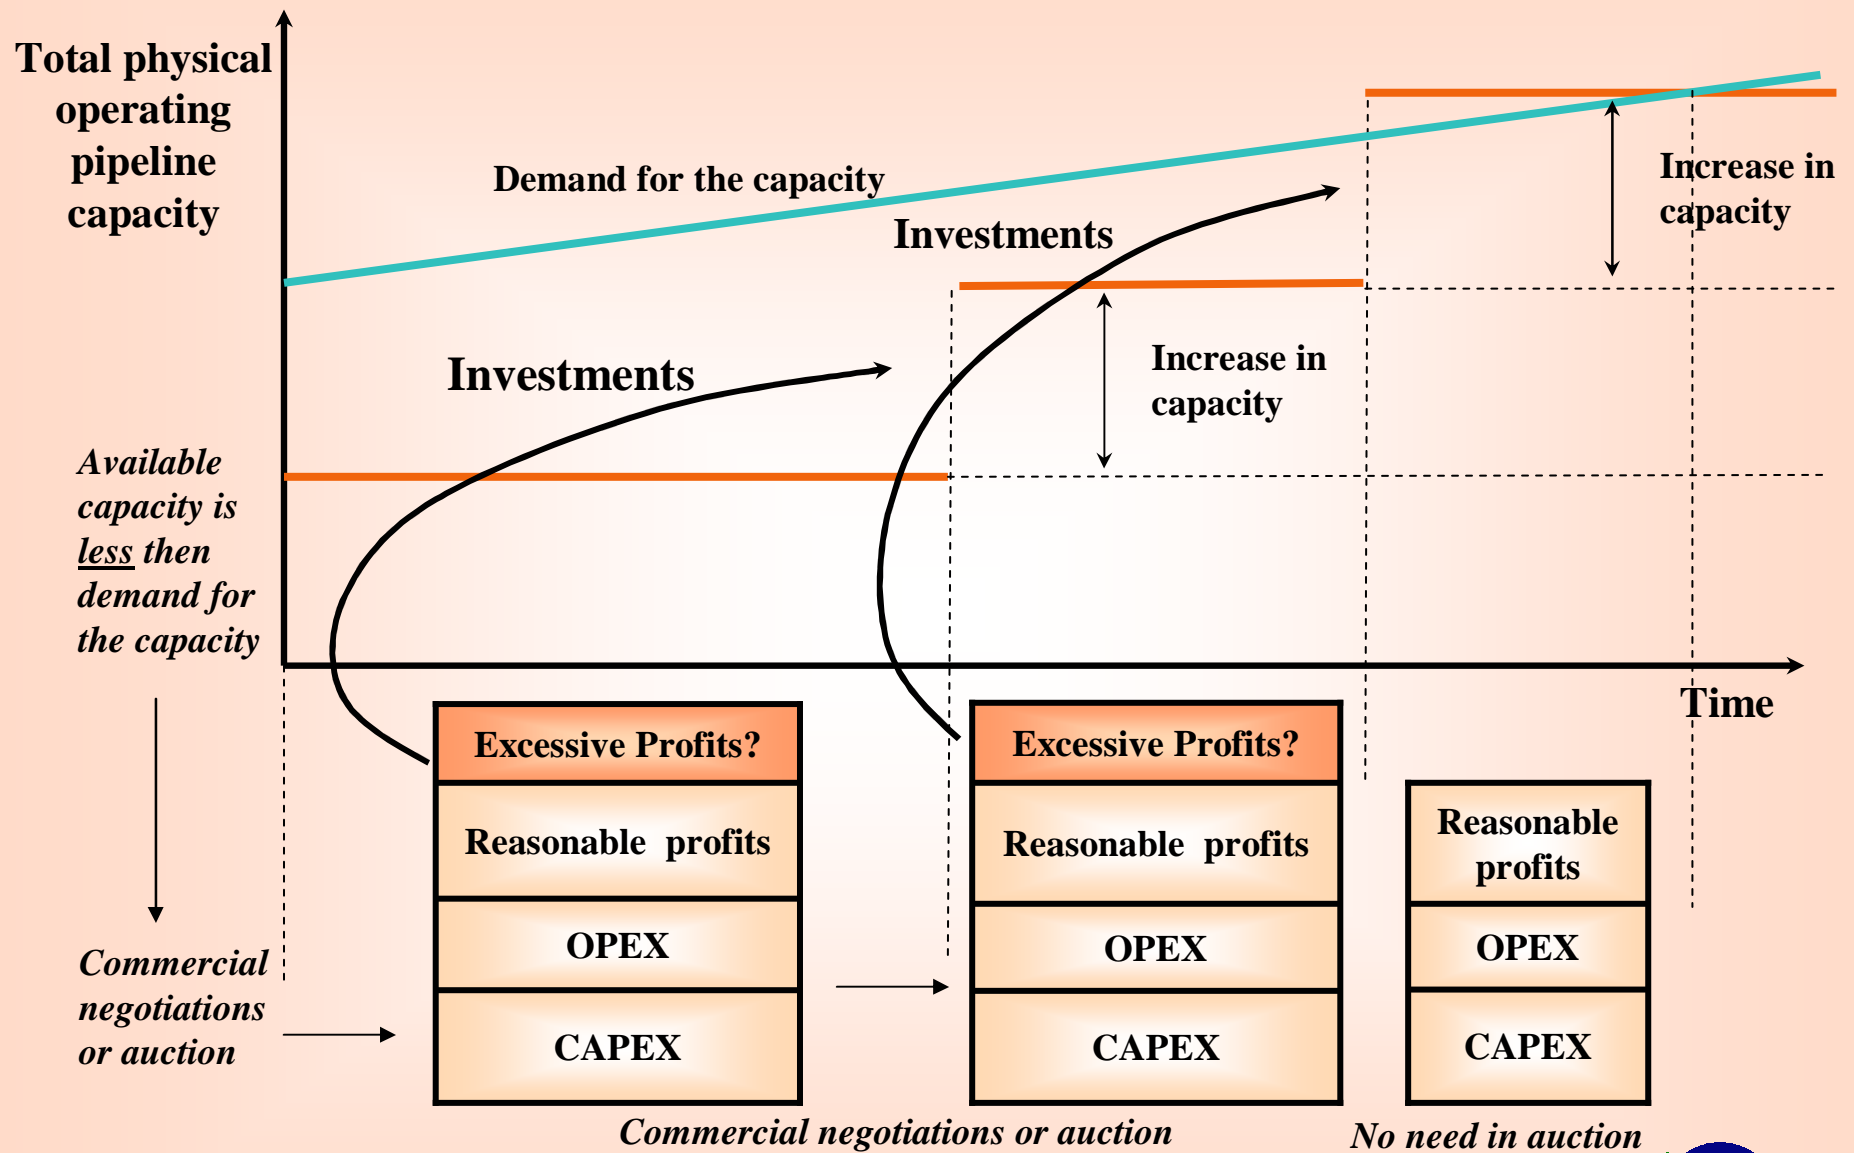 Total physical
operating
pipeline
capacity
Demand for the capacity
Investments
Increase in
capacity
Investments
Increase in
capacity
Available
capacity is
less then
demand for
the capacity
Time
Excessive Profits?
Reasonable profits
OPEX
CAPEX
Excessive Profits?
Reasonable profits
OPEX
CAPEX
Reasonable
profits
OPEX
CAPEX
Commercial
negotiations
or auction
Commercial negotiations or auction
No need in auction